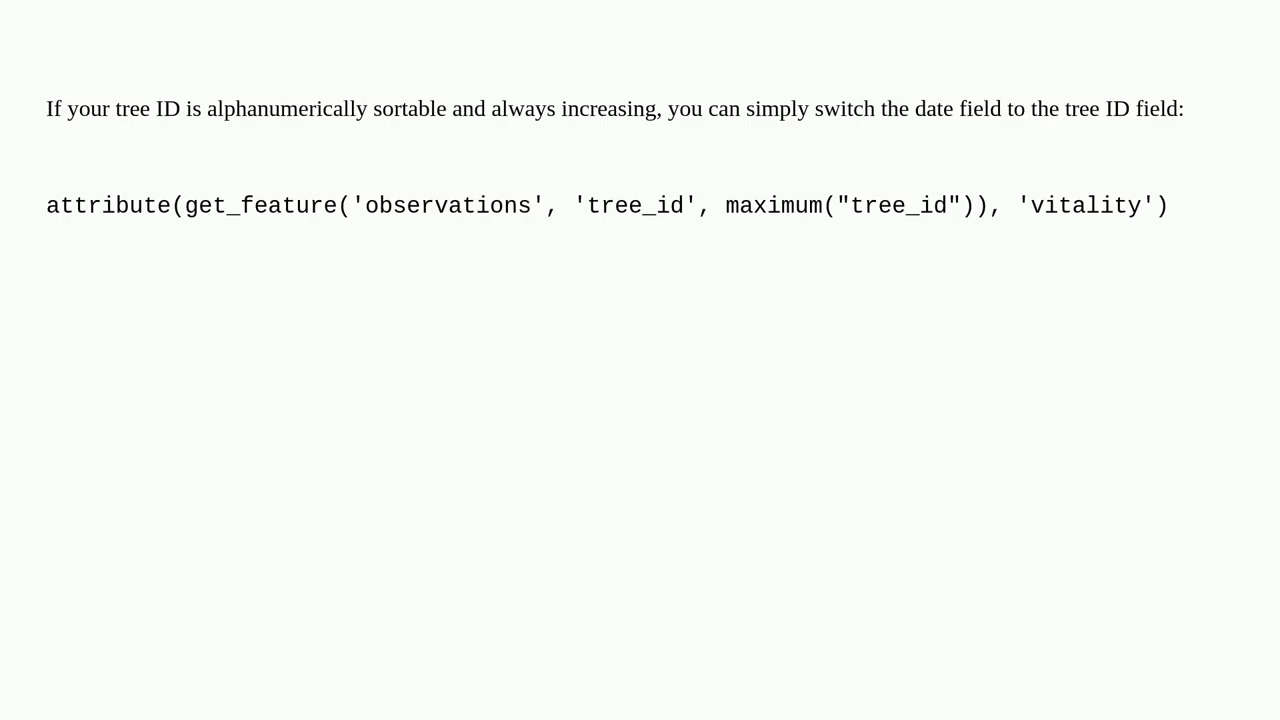 If your tree ID is alphanumerically sortable and always increasing, you can simply switch the date field to the tree ID field:
attribute(get_feature('observations', 'tree_id', maximum("tree_id")), 'vitality')